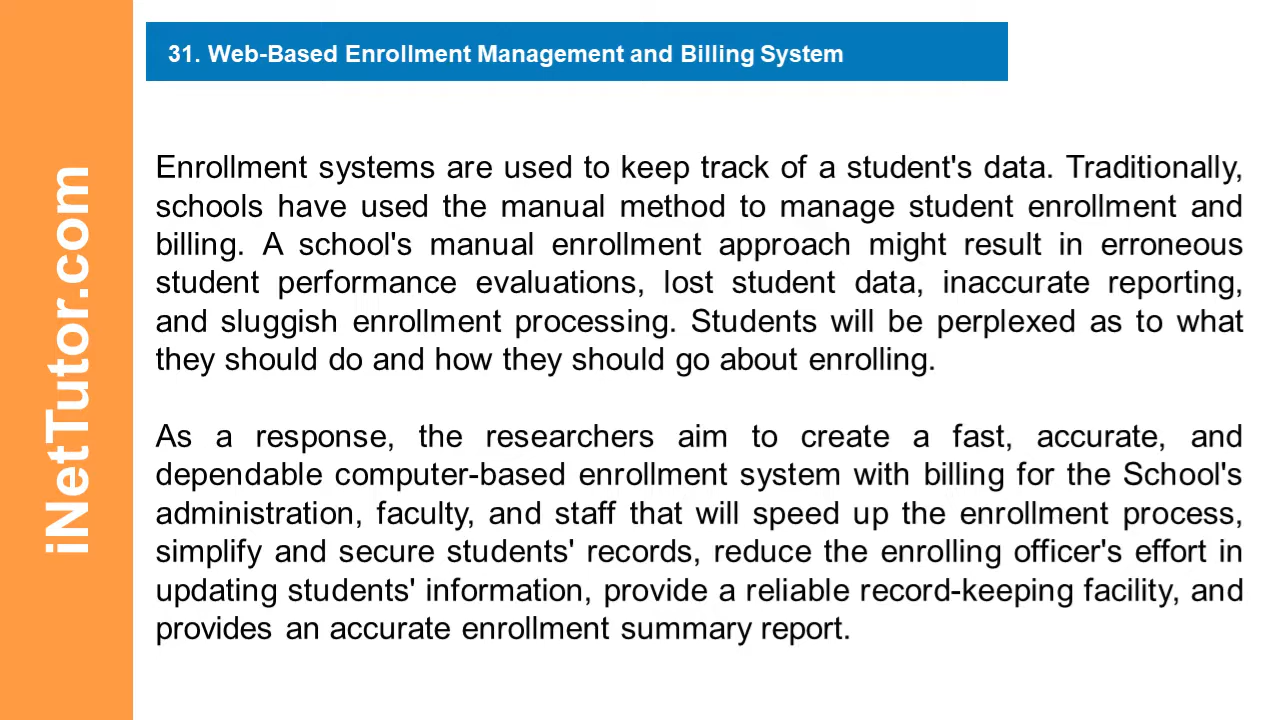 31. Web-Based Enrollment Management and Billing System
iNetTutor.com
Enrollment systems are used to keep track of a student's data. Traditionally,
schools have used the manual method to manage student enrollment and
billing. A school's manual enrollment approach might result in erroneous
student performance evaluations, lost student data, inaccurate reporting,
and sluggish enrollment processing. Students will be perplexed as to what
they should do and how they should go about enrolling.
As a response, the researchers aim to create a fast, accurate, and
dependable computer-based enrollment system with billing for the School's
administration, faculty, and staff that will speed up the enrollment process,
simplify and secure students' records, reduce the enrolling officer's effort in
updating students' information, provide a reliable record-keeping facility, and
provides an accurate enrollment summary report.